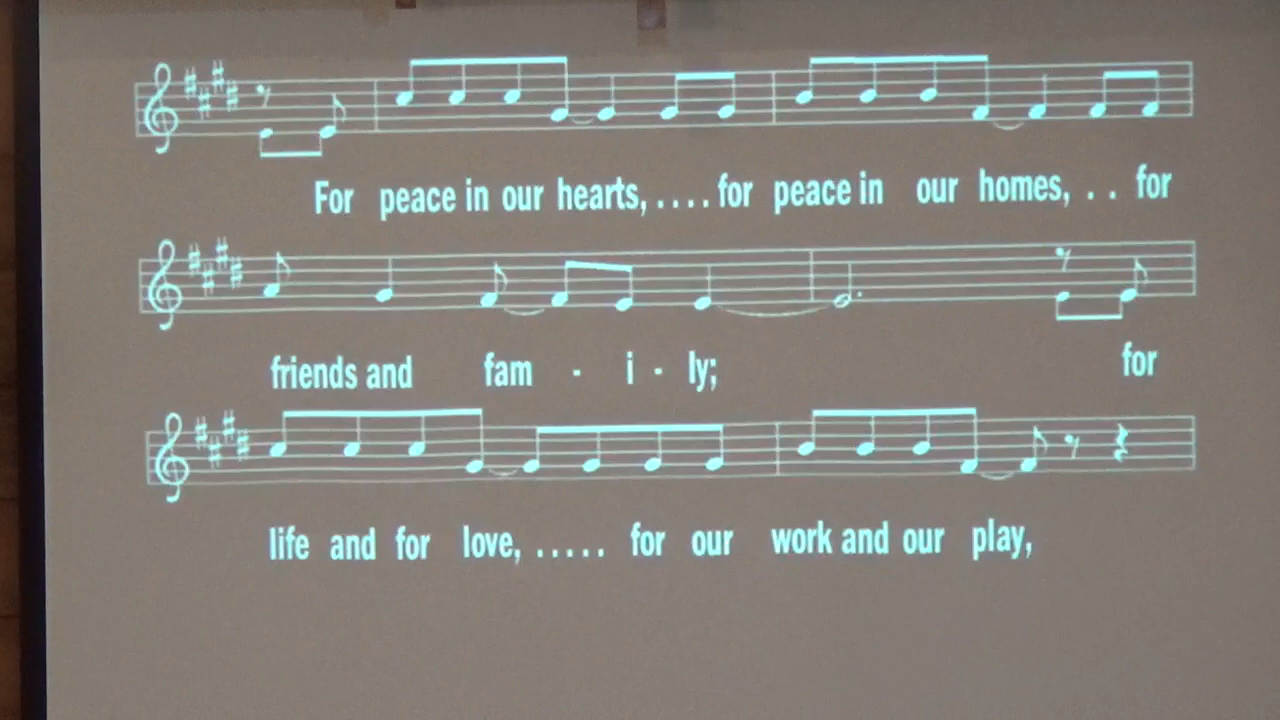 For peace in our hearts, .... for peace in our homes, .. for
friends and fam - i - ly; for
life and for love, ..... for our work and our play,